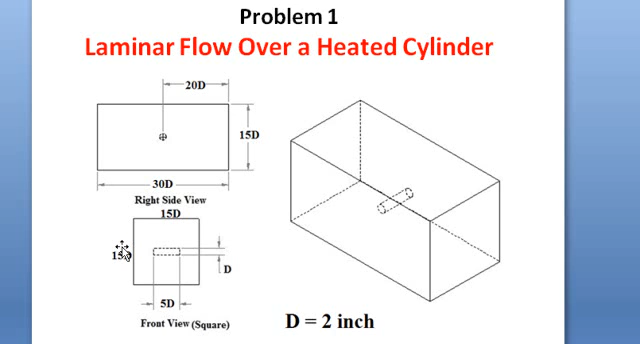 Problem 1
Laminar Flow Over a Heated Cylinder
20D
15D
30D
Right Side View
15D
D
5D
Front View (Square)
D = 2 inch